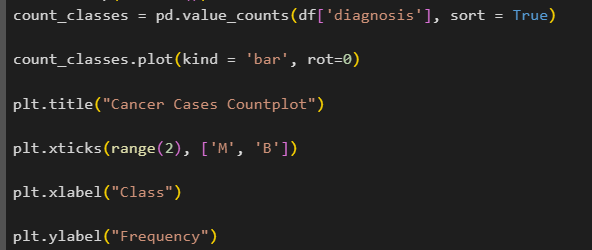 count_classes = pd.value_counts(df['diagnosis'], sort = True)
count_classes.plot(kind = 'bar', rot=0)
plt.title("Cancer Cases Countplot")
plt.xticks(range(2), ['M', 'B'])
plt.xlabel("Class")
plt.ylabel("Frequency")